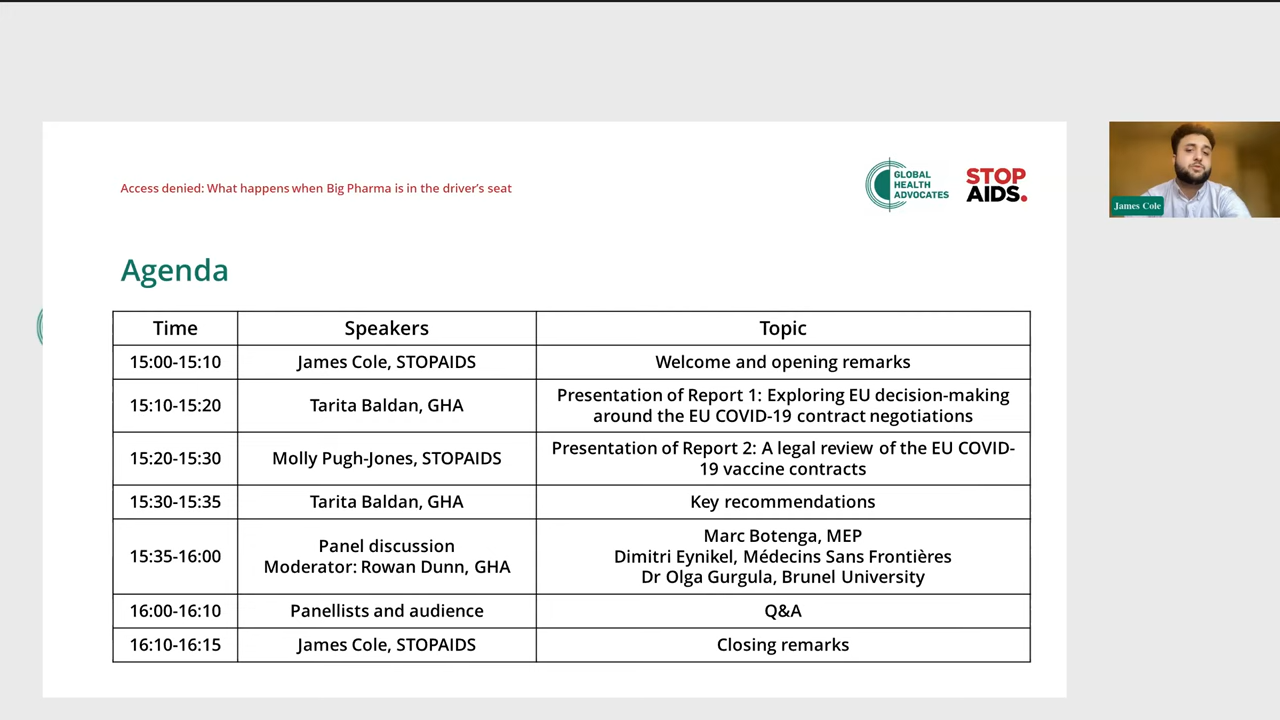 Access denied: What happens when Big Pharma is in the driver's seat
GLOBAL
HEALTH
ADVOCATES
STOP
AIDS.
James Cole
Agenda
Time Speakers Topic
15:00-15:10 James Cole, STOPAIDS Welcome and opening remarks
15:10-15:20 Tarita Baldan, GHA Presentation of Report 1: Exploring EU decision-making
around the EU COVID-19 contract negotiations
15:20-15:30 Molly Pugh-Jones, STOPAIDS Presentation of Report 2: A legal review of the EU COVID-
19 vaccine contracts
15:30-15:35 Tarita Baldan, GHA Key recommendations
15:35-16:00 Panel discussion
Moderator: Rowan Dunn, GHA
Marc Botenga, MEP
Dimitri Eynikel, Médecins Sans Frontières
Dr Olga Gurgula, Brunel University
16:00-16:10 Panellists and audience Q&A
16:10-16:15 James Cole, STOPAIDS Closing remarks